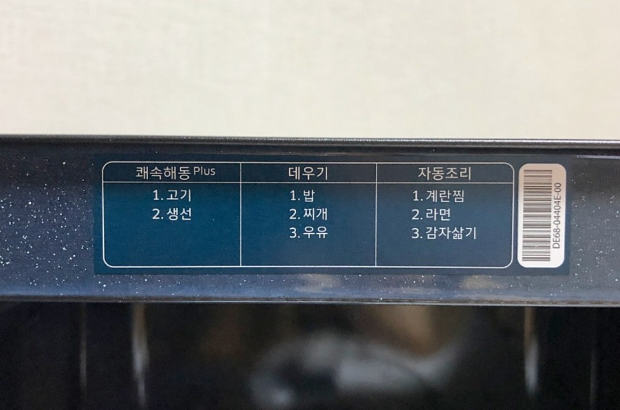 쾌속해동 Plus
1. 고기
2. 생선
데우기
1. 밥
2. 찌개
3. 우유
자동조리
1. 계란찜
2. 라면
3. 감자삶기
DE68-04404E-00